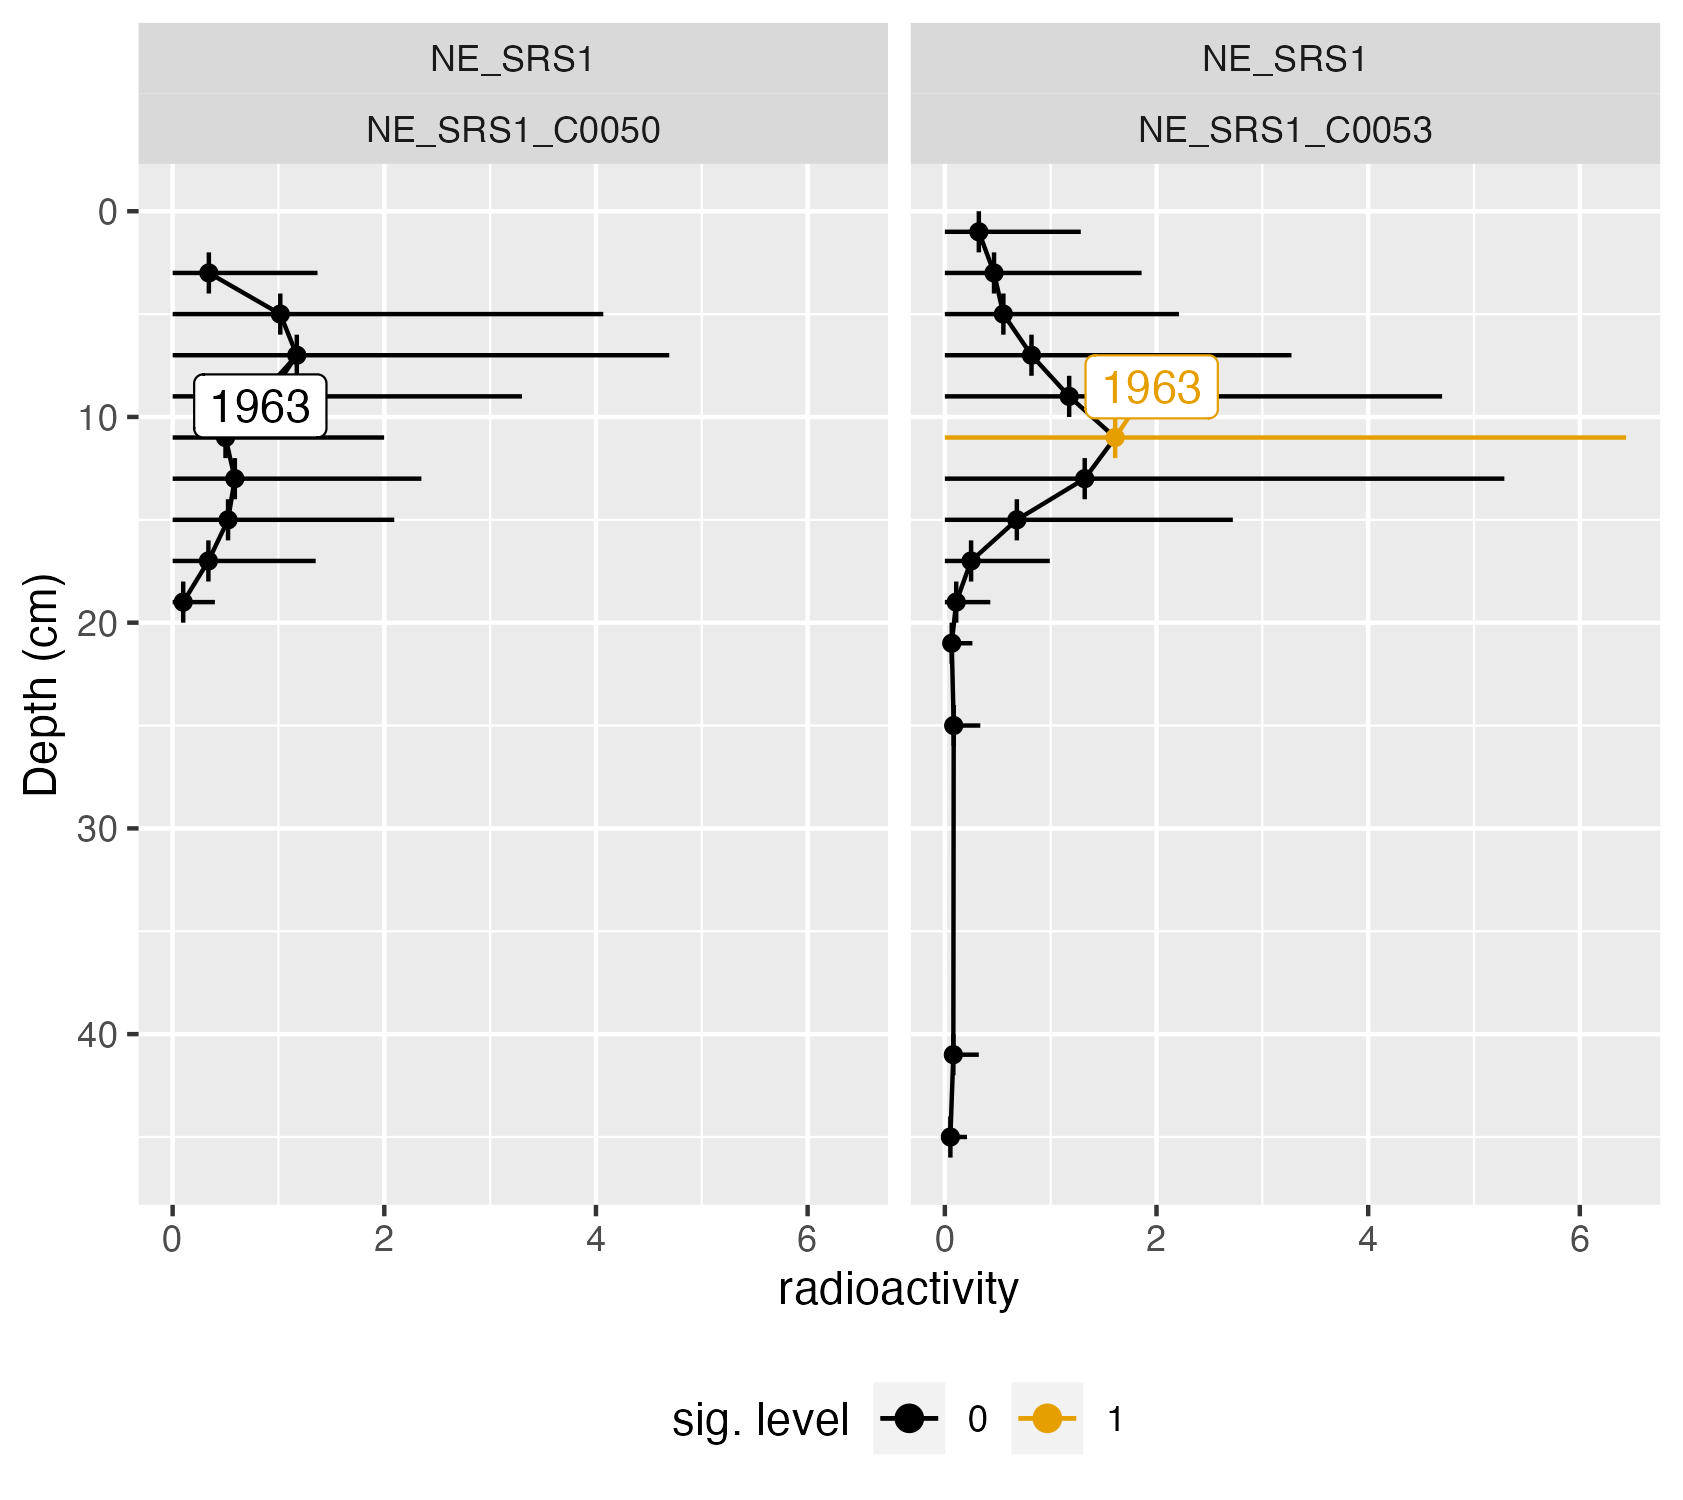 NE_SRS1 NE_SRS1
NE_SRS1_C0050 NE_SRS1_C0053
0
10
20
30
40
Depth (cm)
1963 1963
0 2 4 6 0 2 4 6
radioactivity
sig. level 0 1